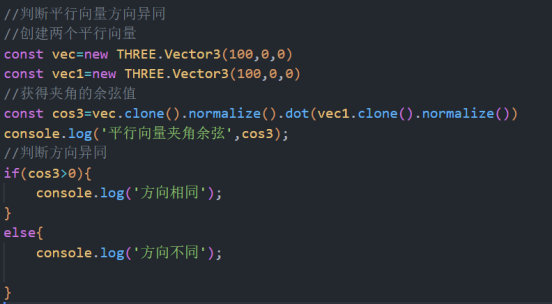 //判断平行向量方向异同
//创建两个平行向量
const vec=new THREE.Vector3(100,0,0)
const vec1=new THREE.Vector3(100,0,0)
//获得夹角的余弦值
const cos3=vec.clone().normalize().dot(vec1.clone().normalize())
console.log('平行向量夹角余弦',cos3);
//判断方向异同
if(cos3>0){
    console.log('方向相同');
}
else{
    console.log('方向不同');
}